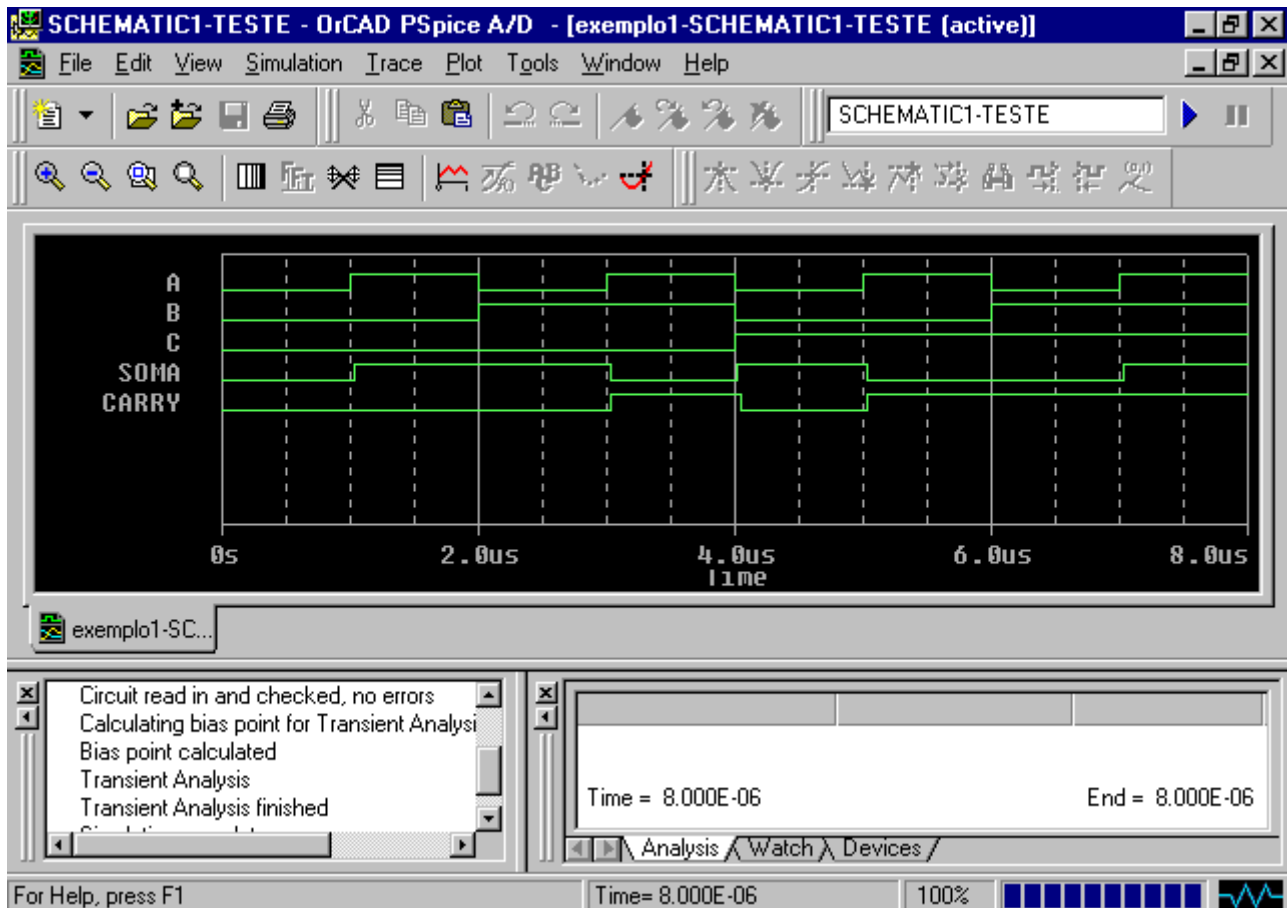 SCHEMATIC1-TESTE - OrCAD PSpice A/D - [exemplo1-SCHEMATIC1-TESTE (active)]
File Edit View Simulation Trace Plot Tools Window Help
SCHEMATIC1-TESTE
FFT
A
B
C
SOMA
CARRY
0s 2.0us 4.0us 6.0us 8.0us
Time
exemplo1-SC...
Circuit read in and checked, no errors
Calculating bias point for Transient Analysi
Bias point calculated
Transient Analysis
Transient Analysis finished
Time = 8.000E-06 End = 8.000E-06
Analysis Watch Devices
For Help, press F1 Time= 8.000E-06 100%